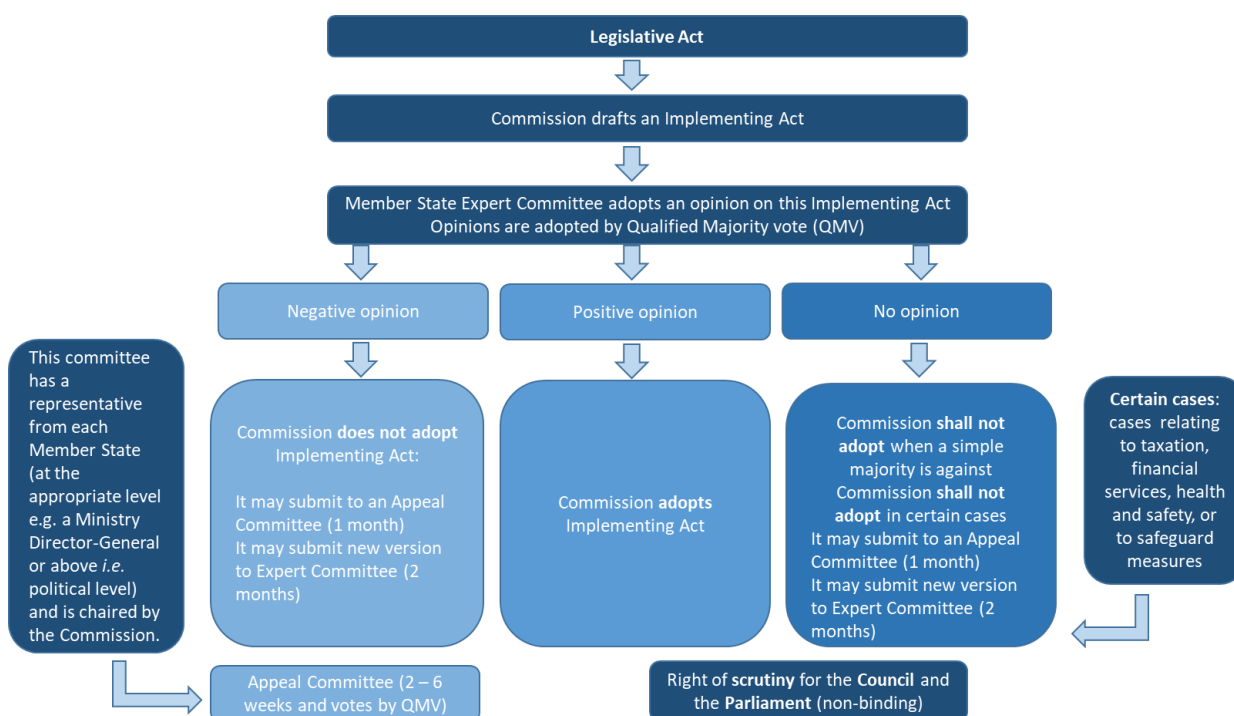 Legislative Act
Commission drafts an Implementing Act
Member State Expert Committee adopts an opinion on this Implementing Act
Opinions are adopted by Qualified Majority vote (QMV)
Negative opinion
Positive opinion
No opinion
This committee
has a
representative
from each
Member State
(at the
appropriate level
e.g. a Ministry
Director-General
or above i.e.
political level)
and is chaired by
the Commission.
Commission does not adopt
Implementing Act:
It may submit to an Appeal
Committee (1 month)
It may submit new version
to Expert Committee (2
months)
Commission adopts
Implementing Act
Commission shall not
adopt when a simple
majority is against
Commission shall not
adopt in certain cases
It may submit to an Appeal
Committee (1 month)
It may submit new version
to Expert Committee (2
months)
Certain cases:
cases relating
to taxation,
financial
services, health
and safety, or
to safeguard
measures
Appeal Committee (2 – 6
weeks and votes by QMV)
Right of scrutiny for the Council and
the Parliament (non-binding)